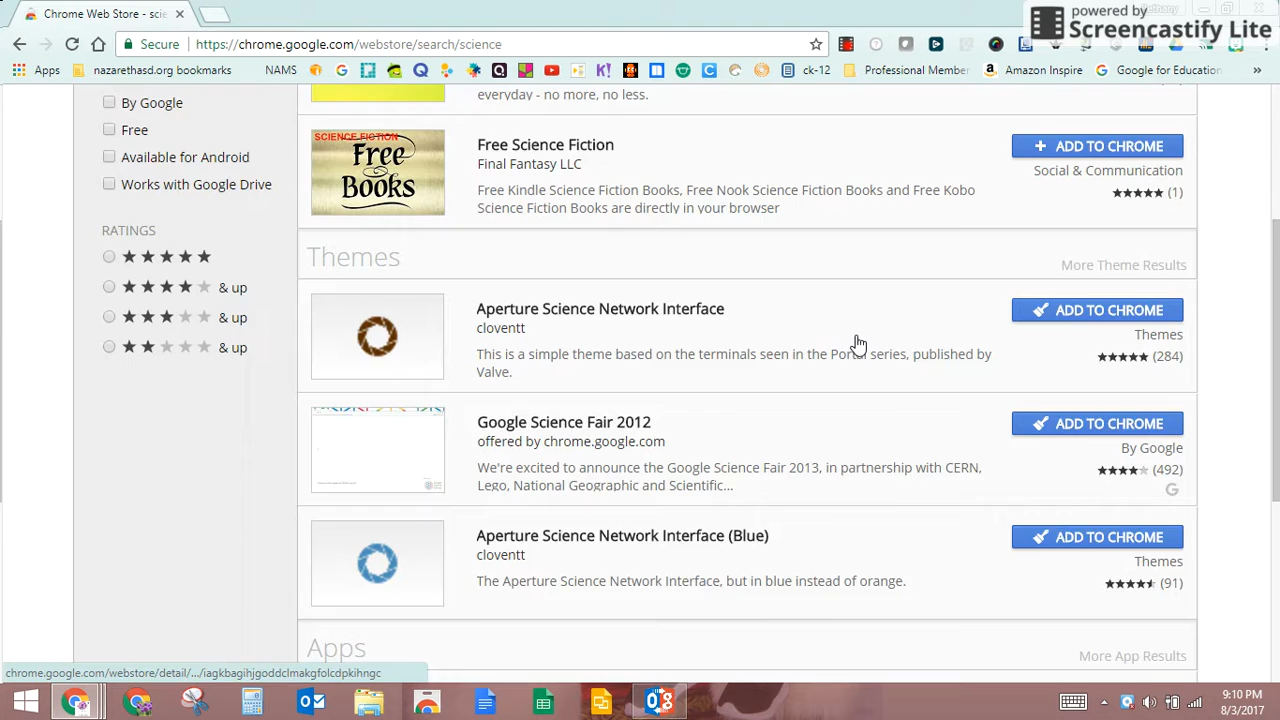 Chrome Web Store - scie
powered by
Screencastify Lite
Secure
https://chrome.google.com/webstore/search/science
Apps
nazarethasd.org bookmarks
NAMS
ck-12
Professional Member
Amazon Inspire
Google for Education
By Google
Free
Available for Android
Works with Google Drive
RATINGS
& up
& up
& up
everyday - no more, no less.
SCIENCE FICTION
Free
Books
Free Science Fiction
Final Fantasy LLC
Free Kindle Science Fiction Books, Free Nook Science Fiction Books and Free Kobo
Science Fiction Books are directly in your browser
ADD TO CHROME
Social & Communication
(1)
Themes
More Theme Results
Aperture Science Network Interface
cloventt
This is a simple theme based on the terminals seen in the Portal series, published by
Valve.
ADD TO CHROME
Themes
(284)
Google Science Fair 2012
offered by chrome.google.com
We're excited to announce the Google Science Fair 2013, in partnership with CERN,
Lego, National Geographic and Scientific...
ADD TO CHROME
By Google
(492)
Aperture Science Network Interface (Blue)
cloventt
The Aperture Science Network Interface, but in blue instead of orange.
ADD TO CHROME
Themes
(91)
Apps
More App Results
chrome.google.com/webstore/detail/.../iagkbagihjgoddclmakgfolcdpkihngc
9:10 PM
8/3/2017